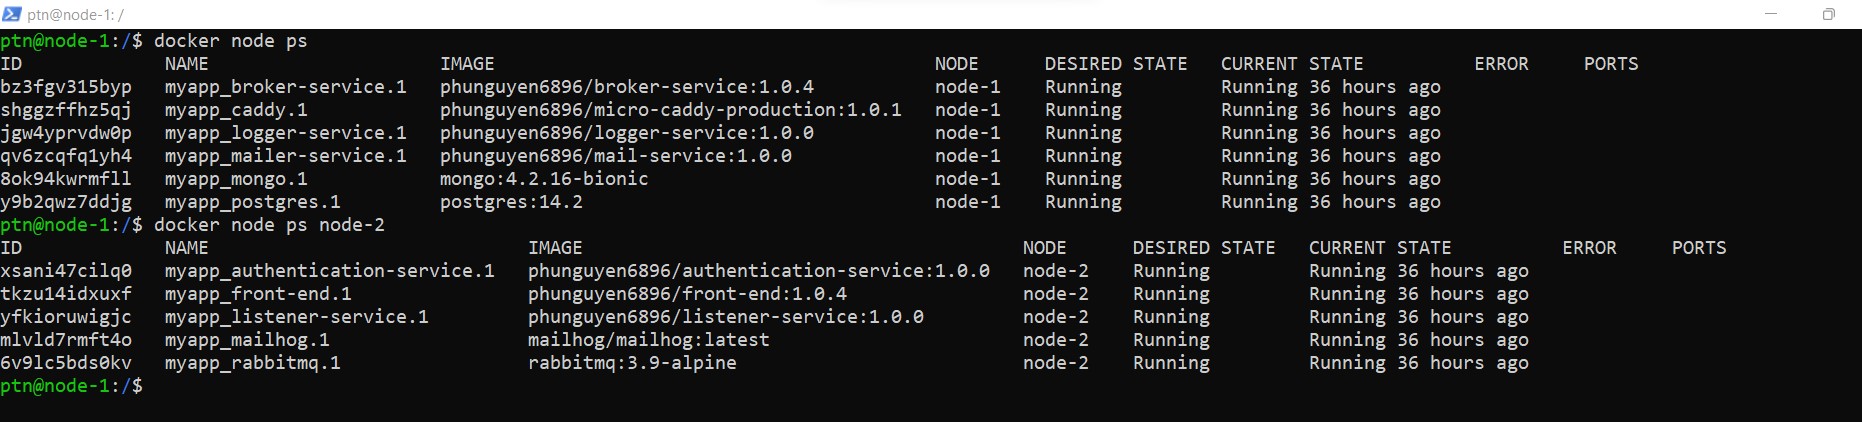 ptn@node-1: /
ptn@node-1:/$ docker node ps
ID             NAME                      IMAGE                                        NODE      DESIRED STATE   CURRENT STATE          ERROR     PORTS
bz3fgv315byp   myapp_broker-service.1    phunguyen6896/broker-service:1.0.4           node-1    Running         Running 36 hours ago
shggzffhz5qj   myapp_caddy.1             phunguyen6896/micro-caddy-production:1.0.1   node-1    Running         Running 36 hours ago
jgw4yprvdw0p   myapp_logger-service.1    phunguyen6896/logger-service:1.0.0           node-1    Running         Running 36 hours ago
qv6zcqfq1yh4   myapp_mailer-service.1    phunguyen6896/mail-service:1.0.0             node-1    Running         Running 36 hours ago
8ok94kwrmfll   myapp_mongo.1             mongo:4.2.16-bionic                          node-1    Running         Running 36 hours ago
y9b2qwz7ddjg   myapp_postgres.1          postgres:14.2                                node-1    Running         Running 36 hours ago
ptn@node-1:/$ docker node ps node-2
ID             NAME                              IMAGE                                        NODE      DESIRED STATE   CURRENT STATE          ERROR     PORTS
xsani47cilq0   myapp_authentication-service.1   phunguyen6896/authentication-service:1.0.0   node-2    Running         Running 36 hours ago
tkzu14idxuxf   myapp_front-end.1                phunguyen6896/front-end:1.0.4                node-2    Running         Running 36 hours ago
yfkioruwigjc   myapp_listener-service.1         phunguyen6896/listener-service:1.0.0         node-2    Running         Running 36 hours ago
mlvld7rmft4o   myapp_mailhog.1                  mailhog/mailhog:latest                       node-2    Running         Running 36 hours ago
6v9lc5bds0kv   myapp_rabbitmq.1                 rabbitmq:3.9-alpine                          node-2    Running         Running 36 hours ago
ptn@node-1:/$